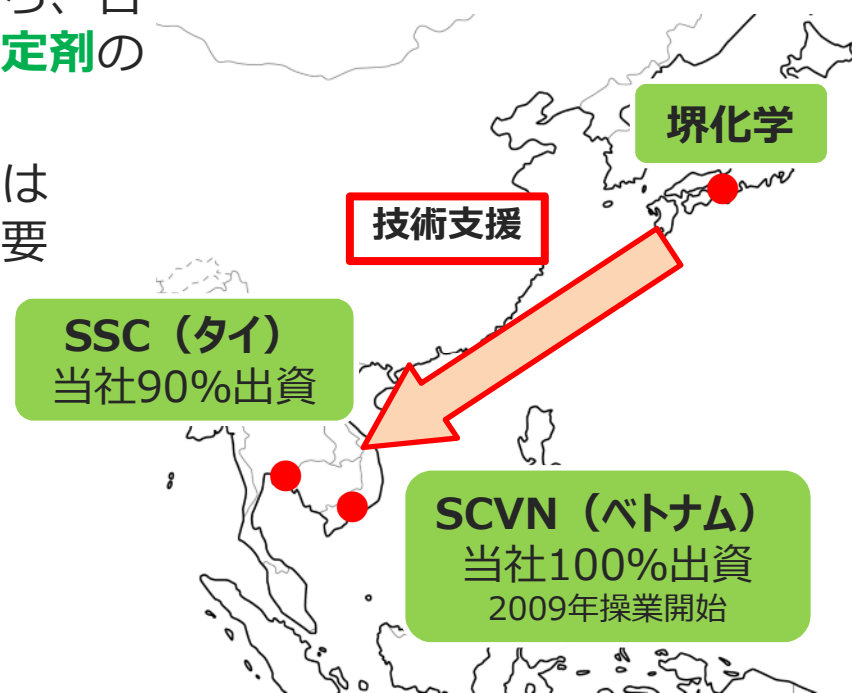 ら、日
定剤の
は
要
堺化学
技術支援
SSC（タイ）
当社90%出資
SCVN（ベトナム）
当社100%出資
2009年操業開始